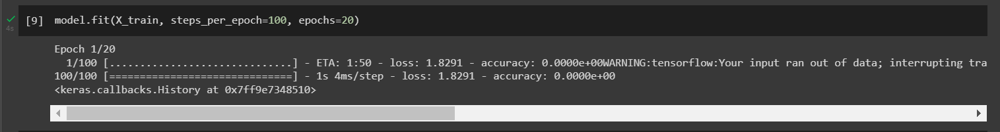 [9] model.fit(X_train, steps_per_epoch=100, epochs=20)
4s
Epoch 1/20
1/100 [..............................] - ETA: 1:50 - loss: 1.8291 - accuracy: 0.0000e+00WARNING:tensorflow:Your input ran out of data; interrupting tra
100/100 [==============================] - 1s 4ms/step - loss: 1.8291 - accuracy: 0.0000e+00
<keras.callbacks.History at 0x7ff9e7348510>